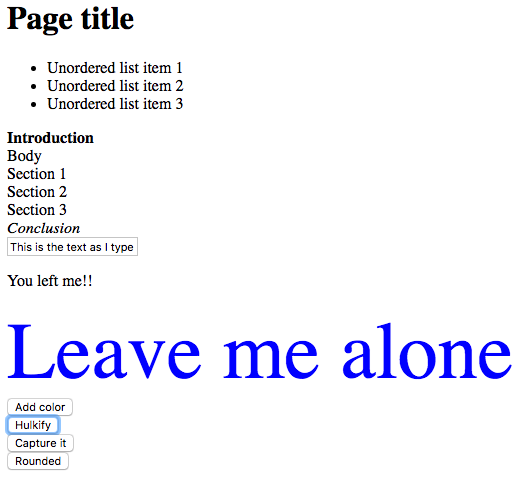 Page title
Unordered list item 1
Unordered list item 2
Unordered list item 3
Introduction
Body
Section 1
Section 2
Section 3
Conclusion
This is the text as I type
You left me!!
Leave me alone
Add color
Hulkify
Capture it
Rounded